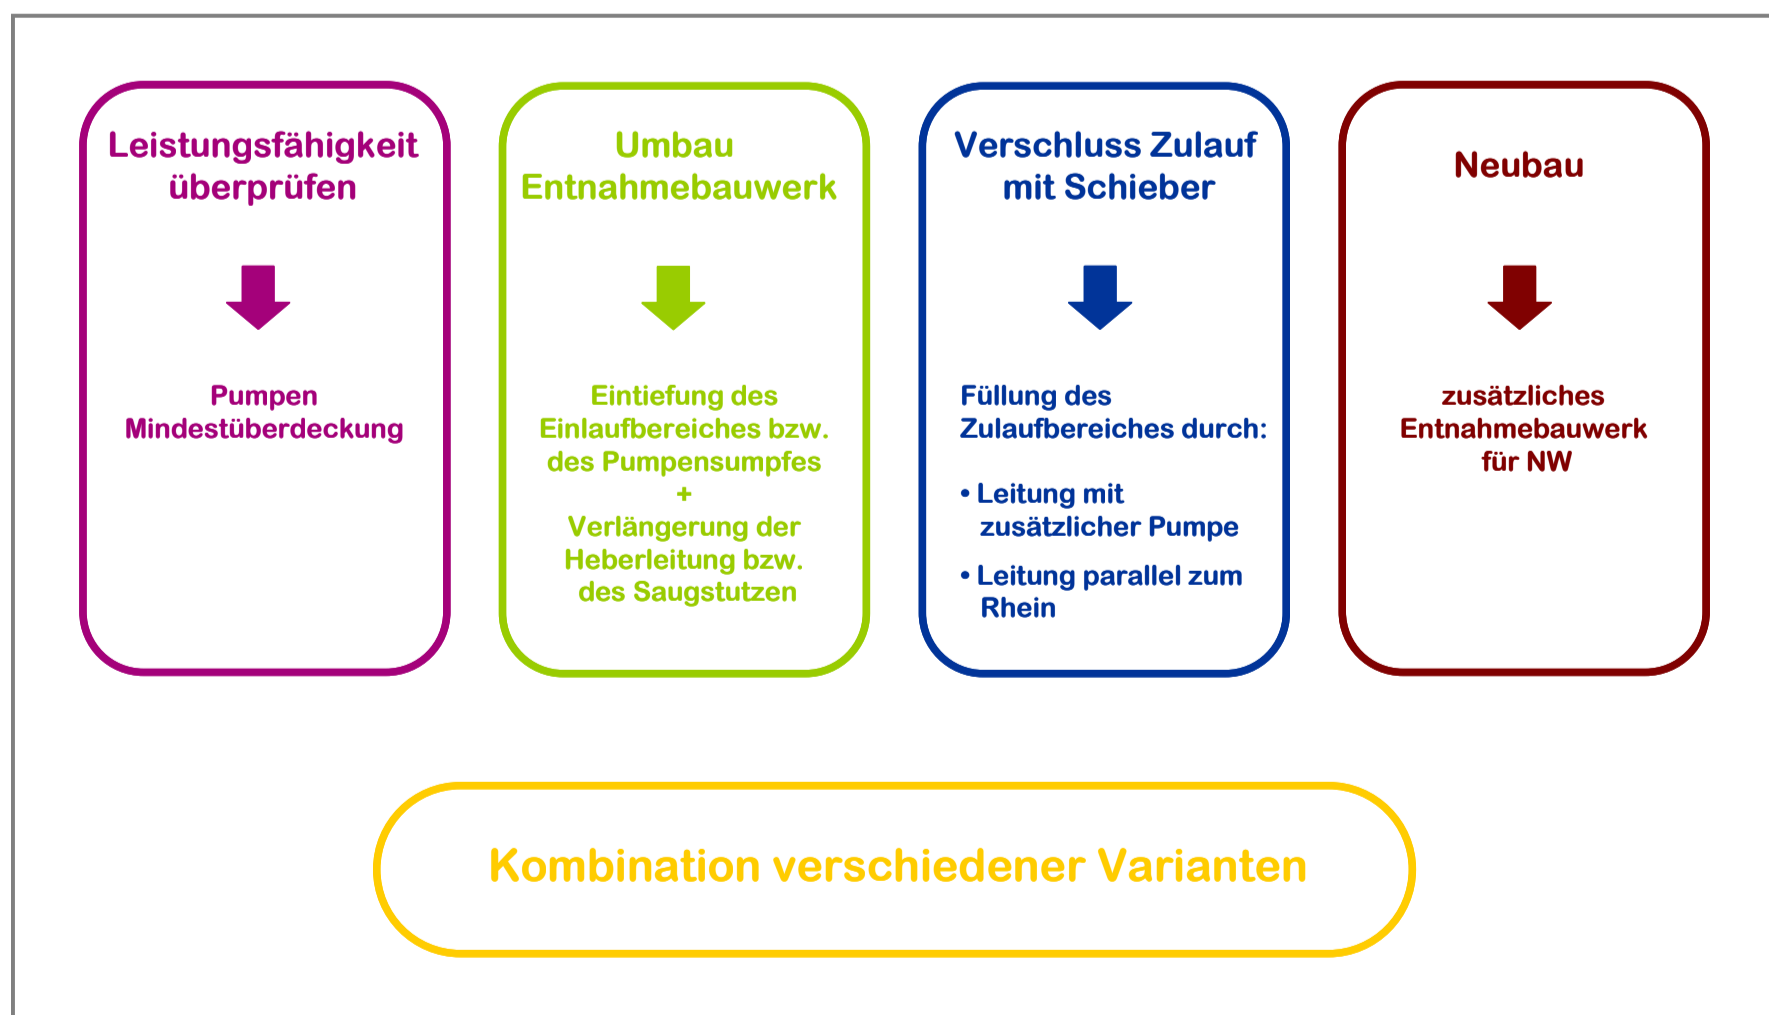 Leistungsfähigkeit
überprüfen
Pumpen
Mindestüberdeckung
Umbau
Entnahmebauwerk
Eintiefung des
Einlaufbereiches bzw.
des Pumpensumpfes
+
Verlängerung der
Heberleitung bzw.
des Saugstutzen
Verschluss Zulauf
mit Schieber
Füllung des
Zulaufbereiches durch:
• Leitung mit
zusätzlicher Pumpe
• Leitung parallel zum
Rhein
Neubau
zusätzliches
Entnahmebauwerk
für NW
Kombination verschiedener Varianten